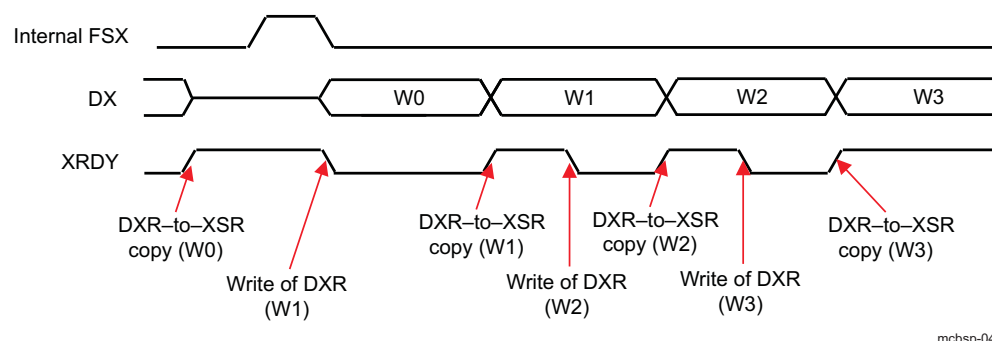 Internal FSX
DX
W0
W1
W2
W3
XRDY
DXR–to–XSR
copy (W0)
Write of DXR
(W1)
DXR–to–XSR
copy (W1)
Write of DXR
(W2)
DXR–to–XSR
copy (W2)
Write of DXR
(W3)
DXR–to–XSR
copy (W3)
mcbsp-04